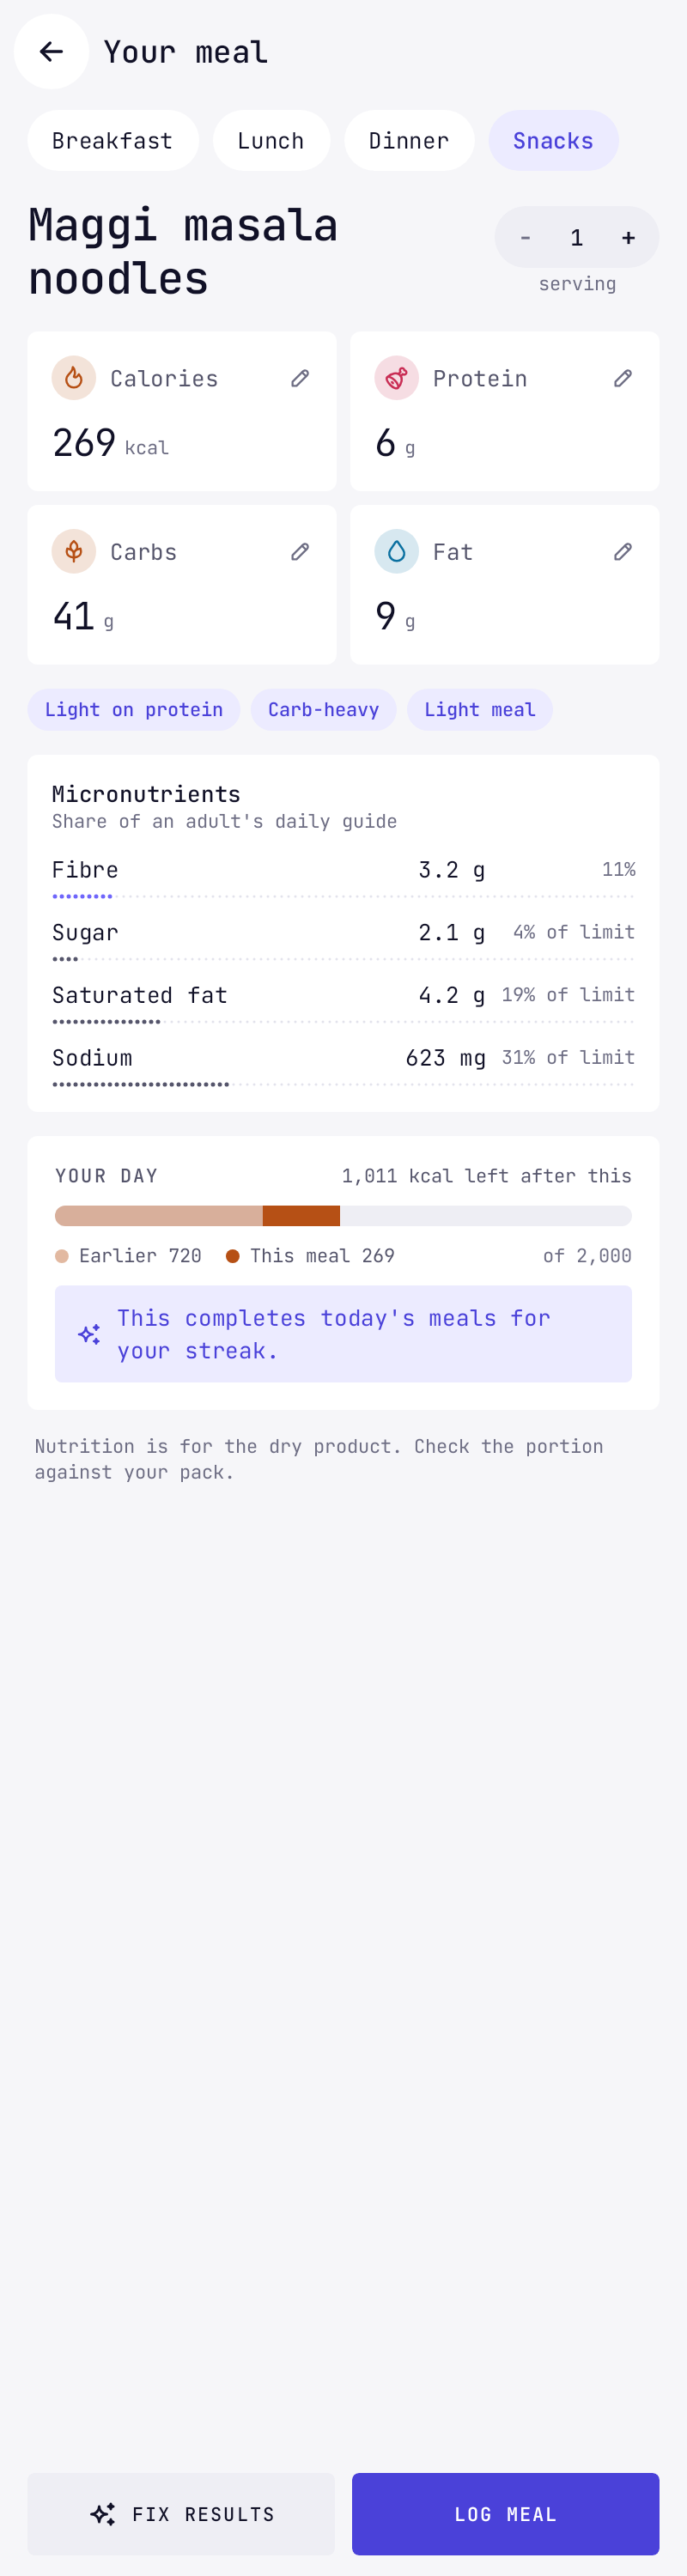 Your meal
Breakfast Lunch Dinner Snacks
Maggi masala
noodles
- 1 +
serving
Calories
269 kcal
Protein
6 g
Carbs
41 g
Fat
9 g
Light on protein Carb-heavy Light meal
Micronutrients
Share of an adult's daily guide
Fibre 3.2 g 11%
Sugar 2.1 g 4% of limit
Saturated fat 4.2 g 19% of limit
Sodium 623 mg 31% of limit
YOUR DAY 1,011 kcal left after this
Earlier 720 This meal 269 of 2,000
This completes today's meals for
your streak.
Nutrition is for the dry product. Check the portion
against your pack.
FIX RESULTS LOG MEAL